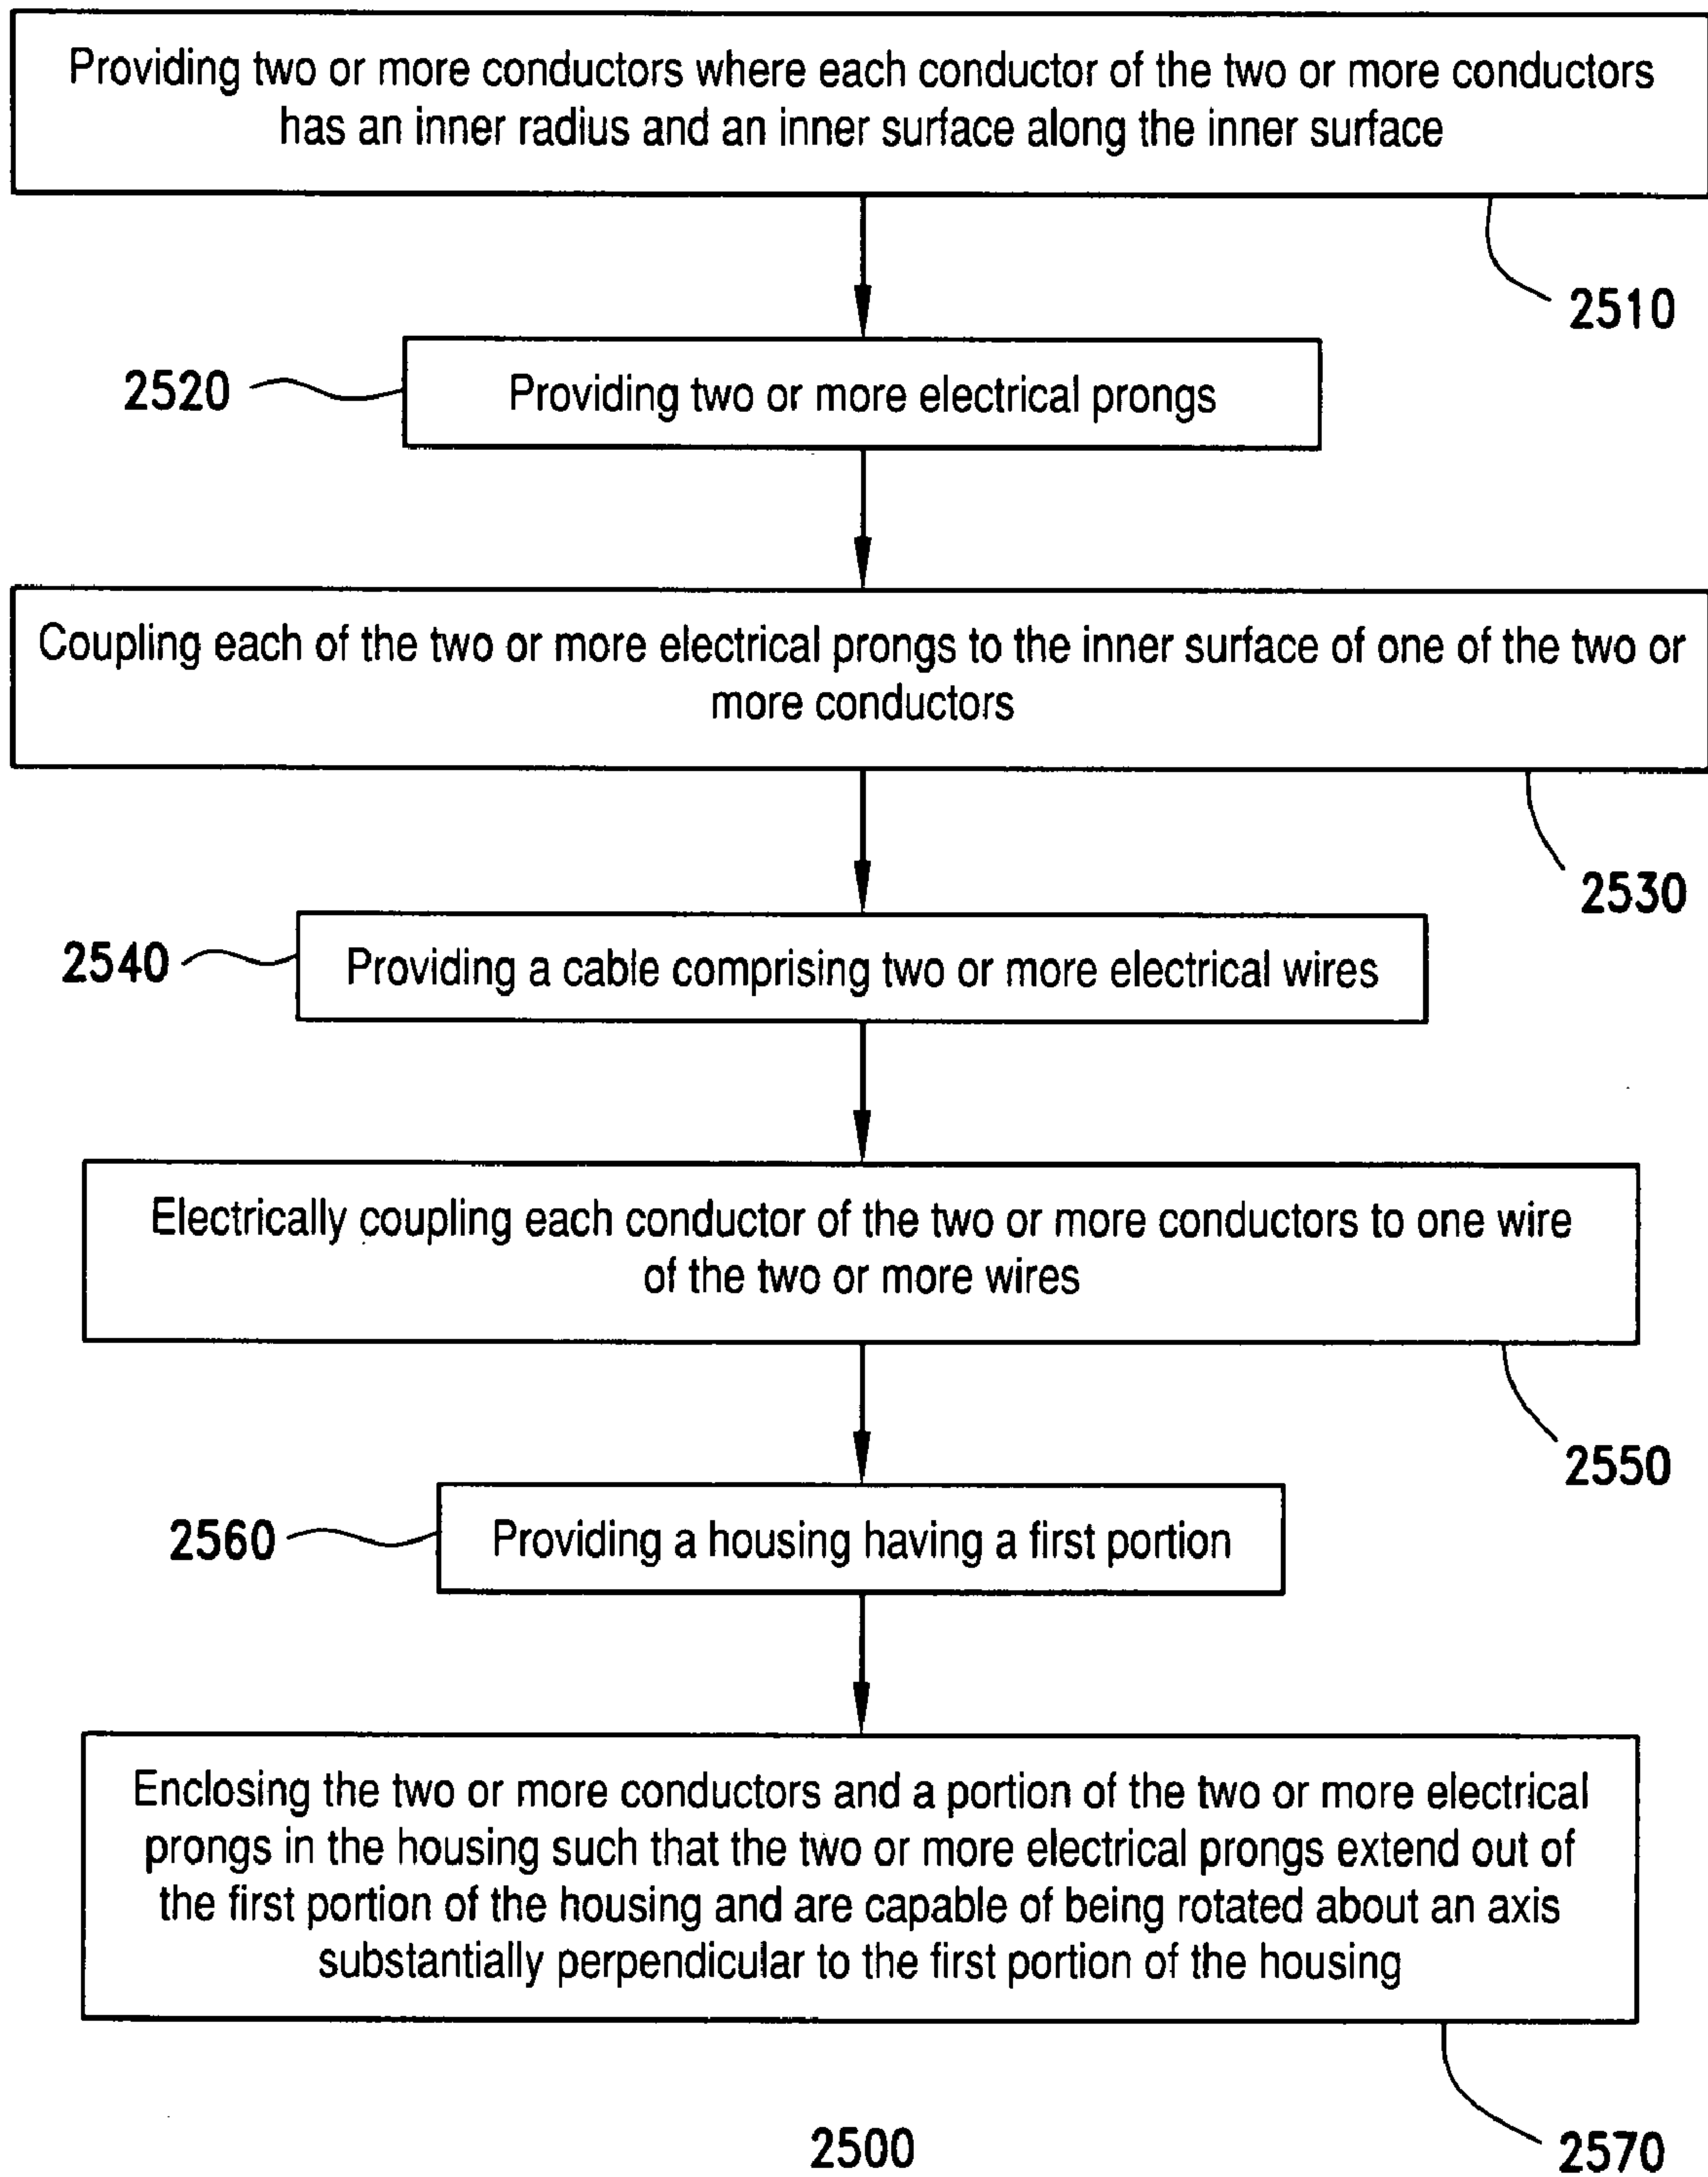 Providing two or more conductors where each conductor of the two or more conductors
has an inner radius and an inner surface along the inner surface
2510
2520
Providing two or more electrical prongs
Coupling each of the two or more electrical prongs to the inner surface of one of the two or
more conductors
2530
2540
Providing a cable comprising two or more electrical wires
Electrically coupling each conductor of the two or more conductors to one wire
of the two or more wires
2550
2560
Providing a housing having a first portion
Enclosing the two or more conductors and a portion of the two or more electrical
prongs in the housing such that the two or more electrical prongs extend out of
the first portion of the housing and are capable of being rotated about an axis
substantially perpendicular to the first portion of the housing
2500
2570